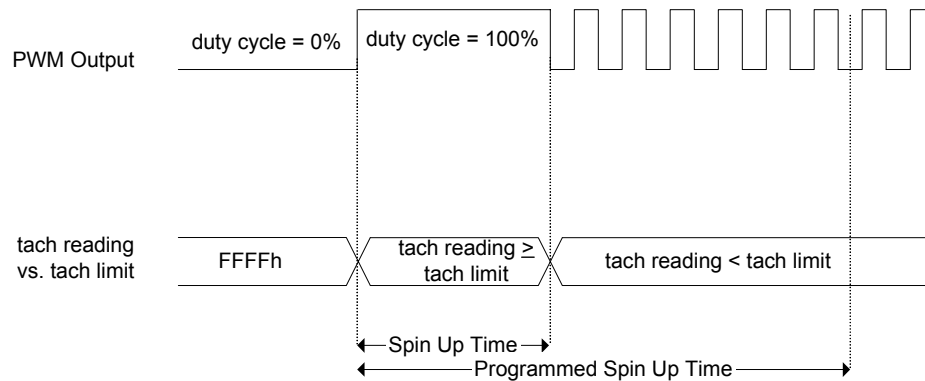 duty cycle = 0%
duty cycle = 100%
PWM Output
tach reading
vs. tach limit
FFFFh
tach reading ≥
tach limit
tach reading < tach limit
Spin Up Time
Programmed Spin Up Time